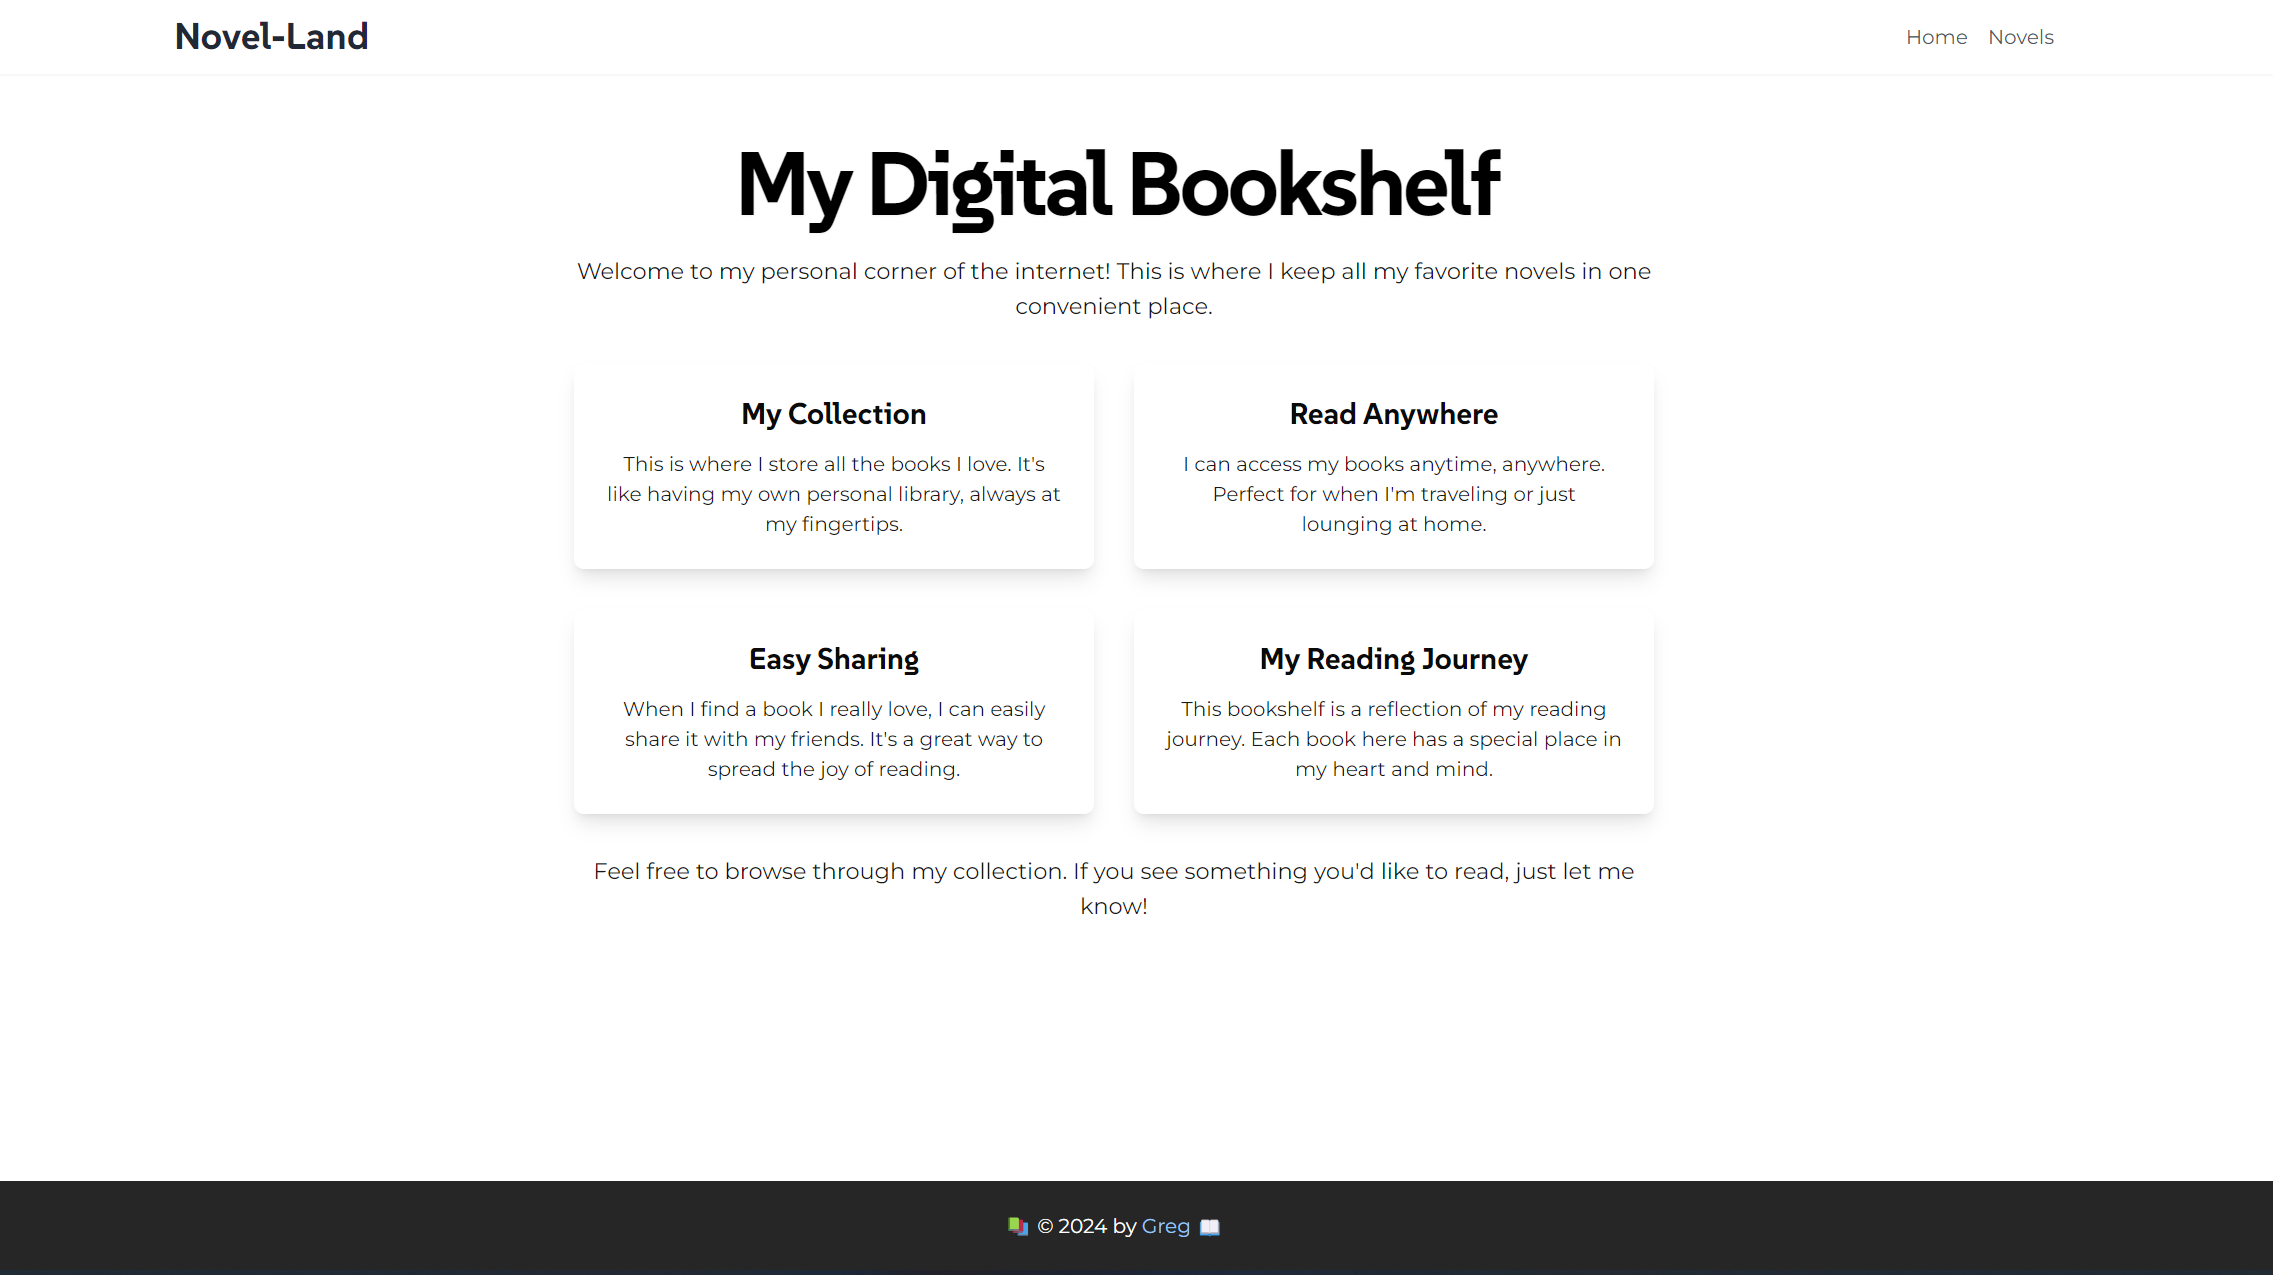 Novel-Land
Home Novels
My Digital Bookshelf
Welcome to my personal corner of the internet! This is where I keep all my favorite novels in one
convenient place.
My Collection
This is where I store all the books I love. It's
like having my own personal library, always at
my fingertips.
Read Anywhere
I can access my books anytime, anywhere.
Perfect for when I'm traveling or just
lounging at home.
Easy Sharing
When I find a book I really love, I can easily
share it with my friends. It's a great way to
spread the joy of reading.
My Reading Journey
This bookshelf is a reflection of my reading
journey. Each book here has a special place in
my heart and mind.
Feel free to browse through my collection. If you see something you'd like to read, just let me
know!
📚 © 2024 by Greg 📖